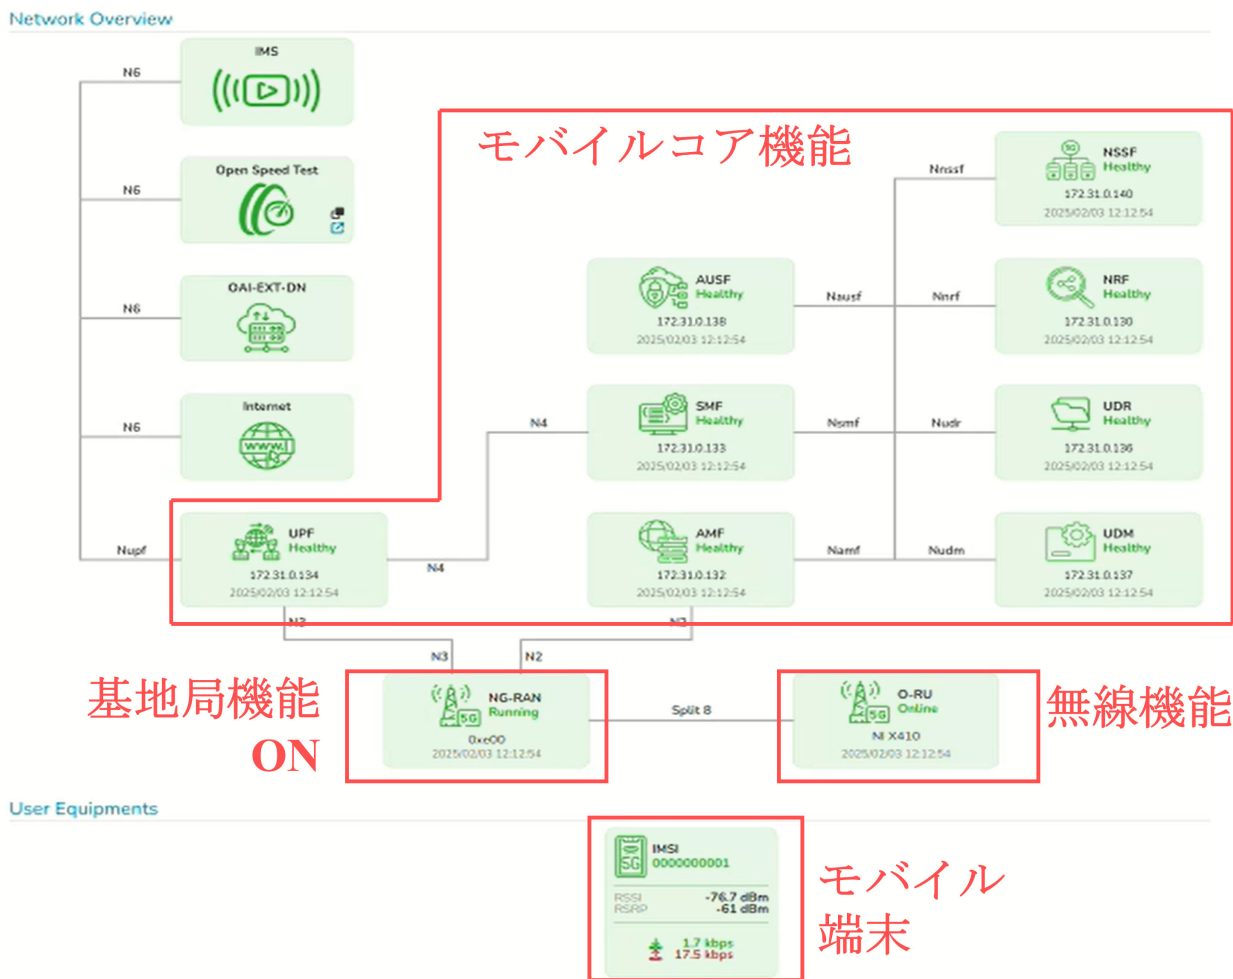 Network Overview
IMS
N6
モバイルコア機能
Open Speed Test
N6
NSSF
Healthy
172.31.0.140
2025/02/03 12:12:54
Nnssf
OAI-EXT-DN
N6
AUSF
Healthy
172.31.0.138
2025/02/03 12:12:54
Nausf
Nnrf
NRF
Healthy
172.31.0.130
2025/02/03 12:12:54
Internet
www.
N6
N4
SMF
Healthy
172.31.0.133
2025/02/03 12:12:54
Nsmf
Nudr
UDR
Healthy
172.31.0.136
2025/02/03 12:12:54
Nupf
UPF
Healthy
172.31.0.134
2025/02/03 12:12:54
N4
AMF
Healthy
172.31.0.132
2025/02/03 12:12:54
Namf
Nudm
UDM
Healthy
172.31.0.137
2025/02/03 12:12:54
N3
N2
N3
N2
基地局機能
ON
5G
NG-RAN
Running
0xe00
2025/02/03 12:12:54
Split 8
5G
O-RU
Online
NI X410
2025/02/03 12:12:54
無線機能
User Equipments
5G
IMSI
0000000001
RSSI -76.7 dBm
RSRP -61 dBm
1.7 kbps
17.5 kbps
モバイル
端末